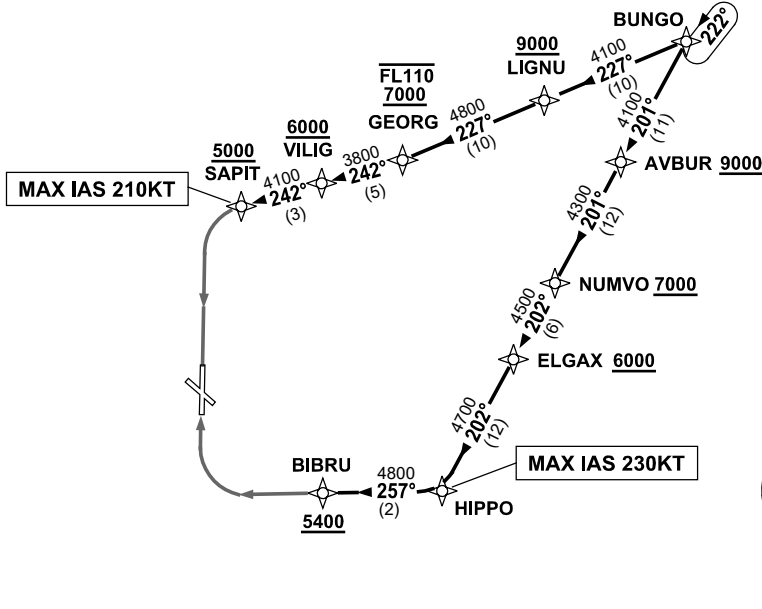 BUNGO
222°
9000
LIGNU
4100
227°
(10)
FL110
7000
GEORG
4800
227°
(10)
4100
201°
(11)
6000
VILIG
3800
242°
(5)
5000
SAPIT
4100
242°
(3)
MAX IAS 210KT
AVBUR 9000
4300
201°
(12)
NUMVO 7000
4500
202°
(6)
ELGAX 6000
4700
202°
(12)
MAX IAS 230KT
BIBRU
4800
257°
(2)
HIPPO
5400